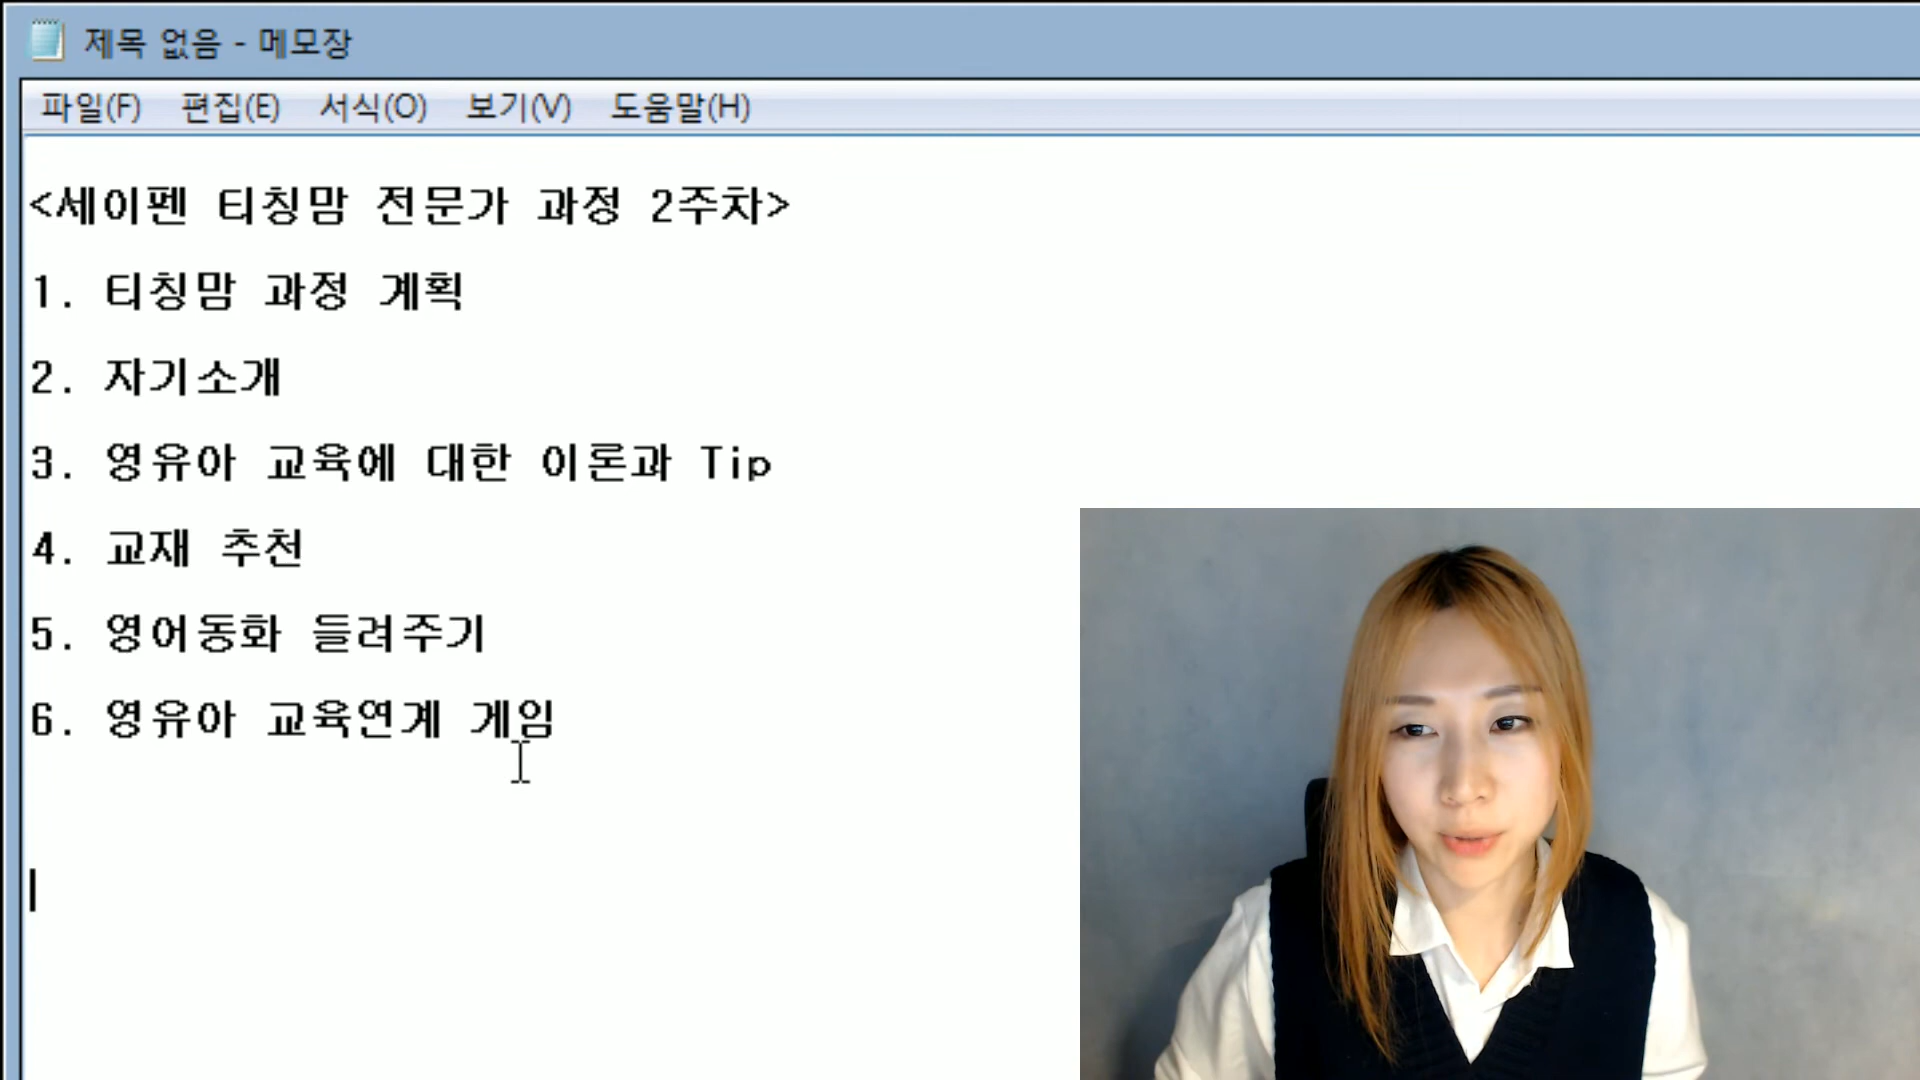 제목 없음 - 메모장
파일(F) 편집(E) 서식(O) 보기(V) 도움말(H)
<세이펜 티칭맘 전문가 과정 2주차>
1. 티칭맘 과정 계획
2. 자기소개
3. 영유아 교육에 대한 이론과 Tip
4. 교재 추천
5. 영어동화 들려주기
6. 영유아 교육연계 게임